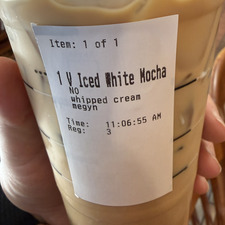 Item: 1 of 1
1 V Iced White Mocha
NO
whipped cream
megyn
Time: 11:06:55 AM
Reg: 3